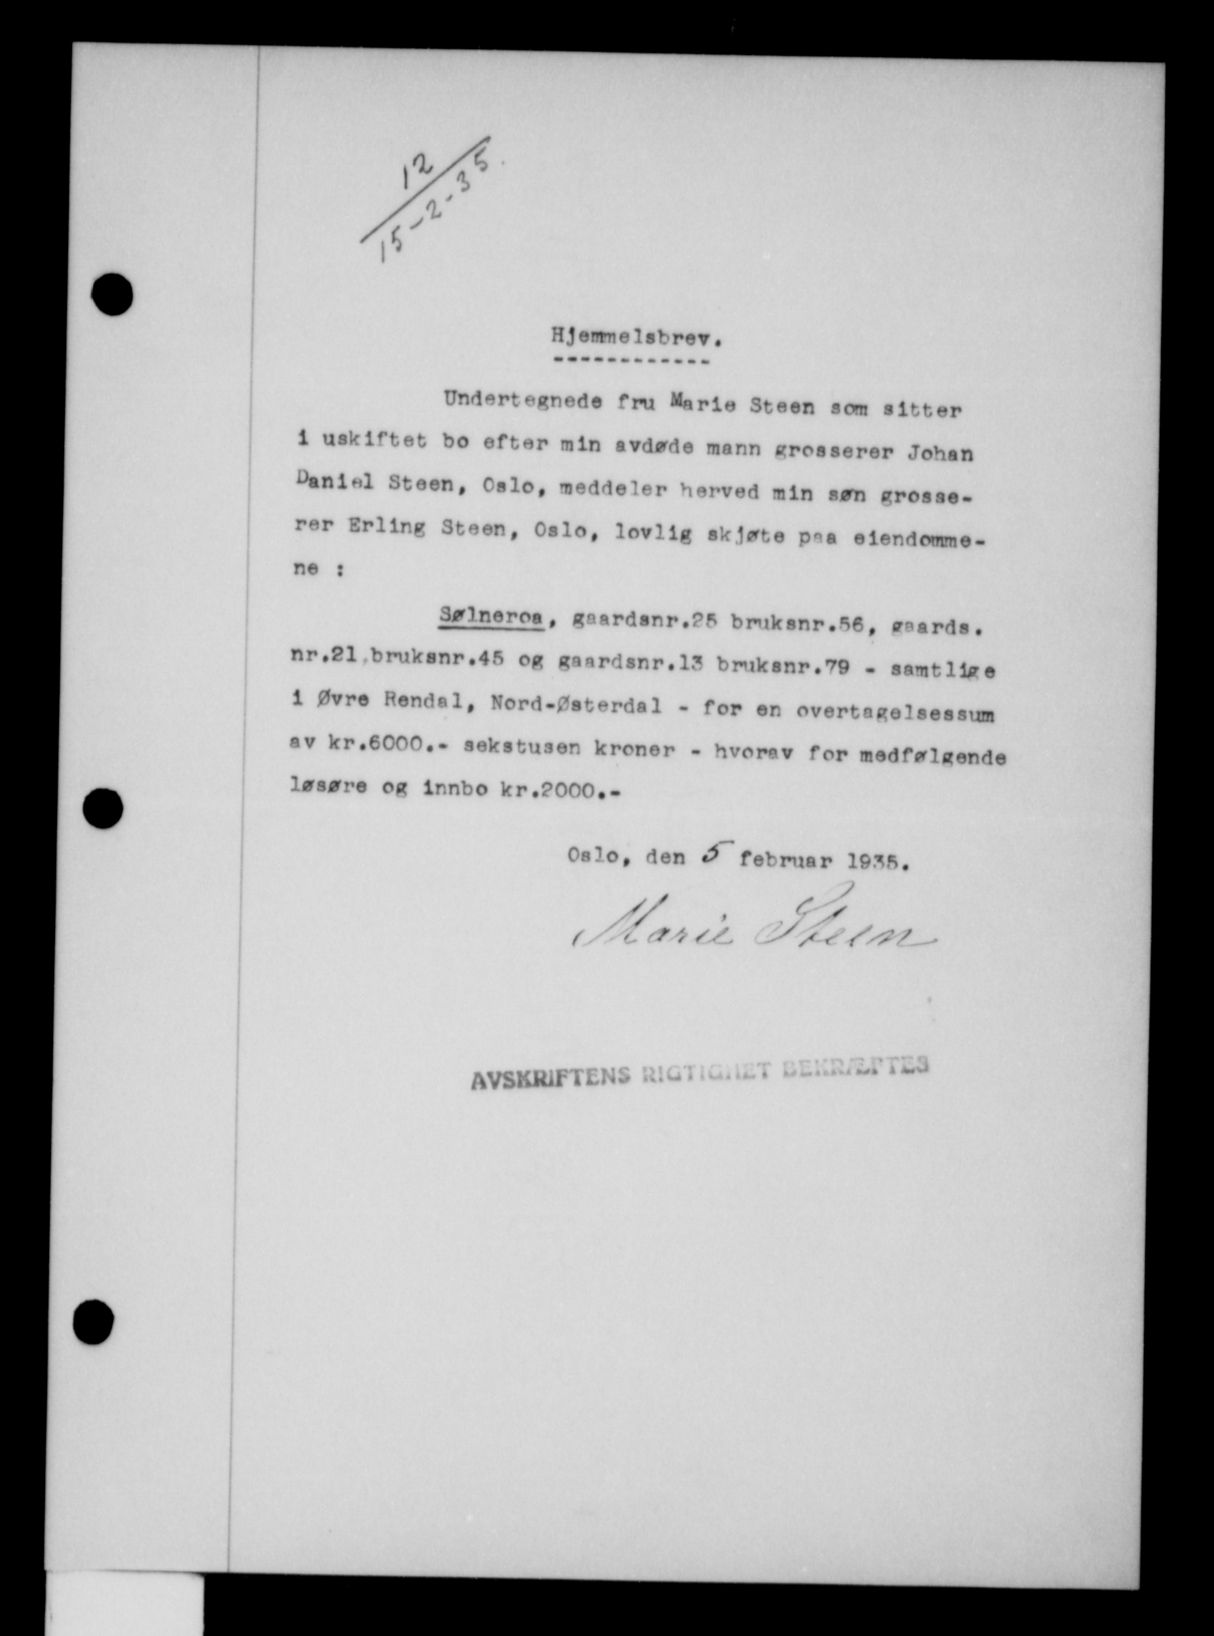 12
15-2-35.
Hjemmelsbrev.
------------
Undertegnede fru Marie Steen som sitter
i uskiftet bo efter min avdøde mann grosserer Johan
Daniel Steen, Oslo, meddeler herved min søn grosse-
rer Erling Steen, Oslo, lovlig skjøte paa eiendomme-
ne :
Sølneroa, gaardsnr.25 bruksnr.56, gaards.
nr.21,bruksnr.45 og gaardsnr.13 bruksnr.79 - samtlige
i Øvre Rendal, Nord-Østerdal - for en overtagelsessum
av kr.6000.- sekstusen kroner - hvorav for medfølgende
løsøre og innbo kr.2000.-
Oslo, den 5 februar 1935.
Marie Steen
AVSKRIFTENS RIGTIGHET BEKRÆFTES